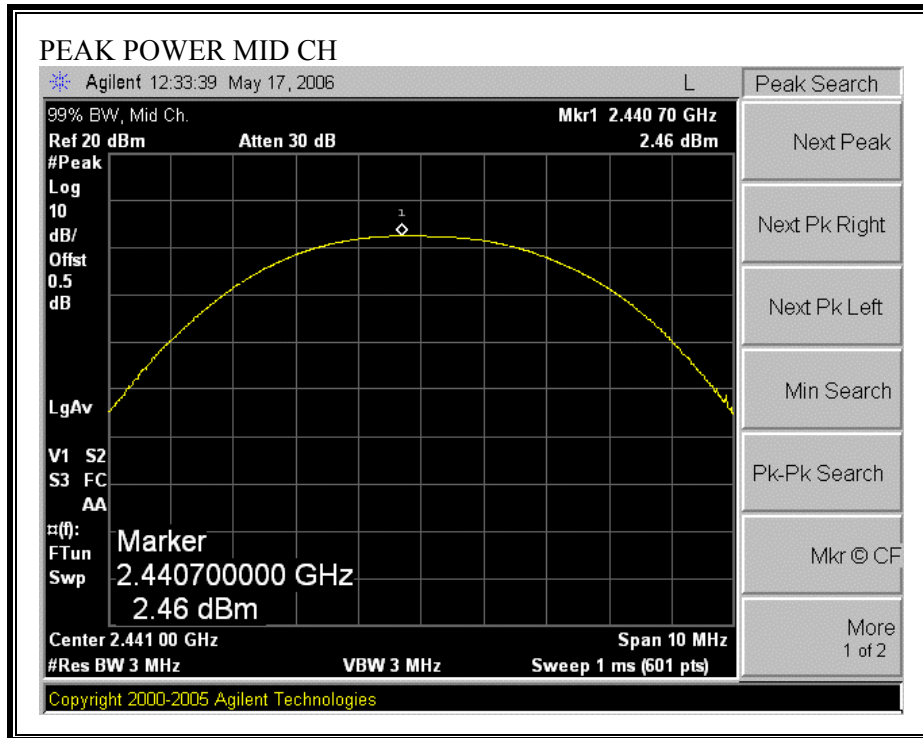 PEAK POWER MID CH
Agilent 12:33:39 May 17, 2006 L
Peak Search
99% BW, Mid Ch. Mkr1 2.440 70 GHz
Ref 20 dBm Atten 30 dB 2.46 dBm
#Peak
Log
10
dB/
Offst
0.5
dB
1
LgAv
V1 S2
S3 FC
AA
¤(f):
FTun
Swp
Marker
2.440700000 GHz
2.46 dBm
Center 2.441 00 GHz Span 10 MHz
#Res BW 3 MHz VBW 3 MHz Sweep 1 ms (601 pts)
Copyright 2000-2005 Agilent Technologies
Next Peak
Next Pk Right
Next Pk Left
Min Search
Pk-Pk Search
Mkr © CF
More
1 of 2